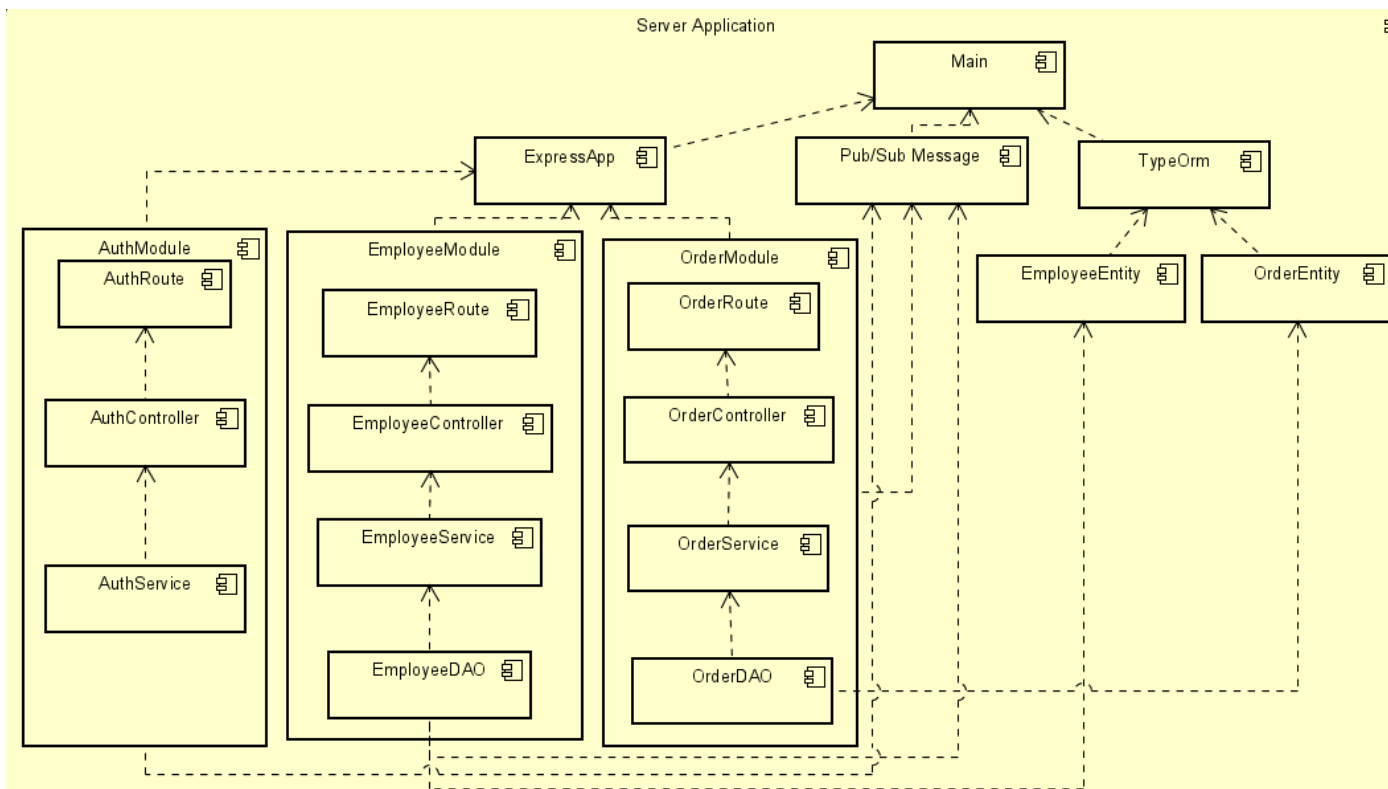 Server Application
Main
ExpressApp
Pub/Sub Message
TypeOrm
AuthModule
EmployeeModule
OrderModule
EmployeeEntity
OrderEntity
AuthRoute
EmployeeRoute
OrderRoute
AuthController
EmployeeController
OrderController
AuthService
EmployeeService
OrderService
EmployeeDAO
OrderDAO